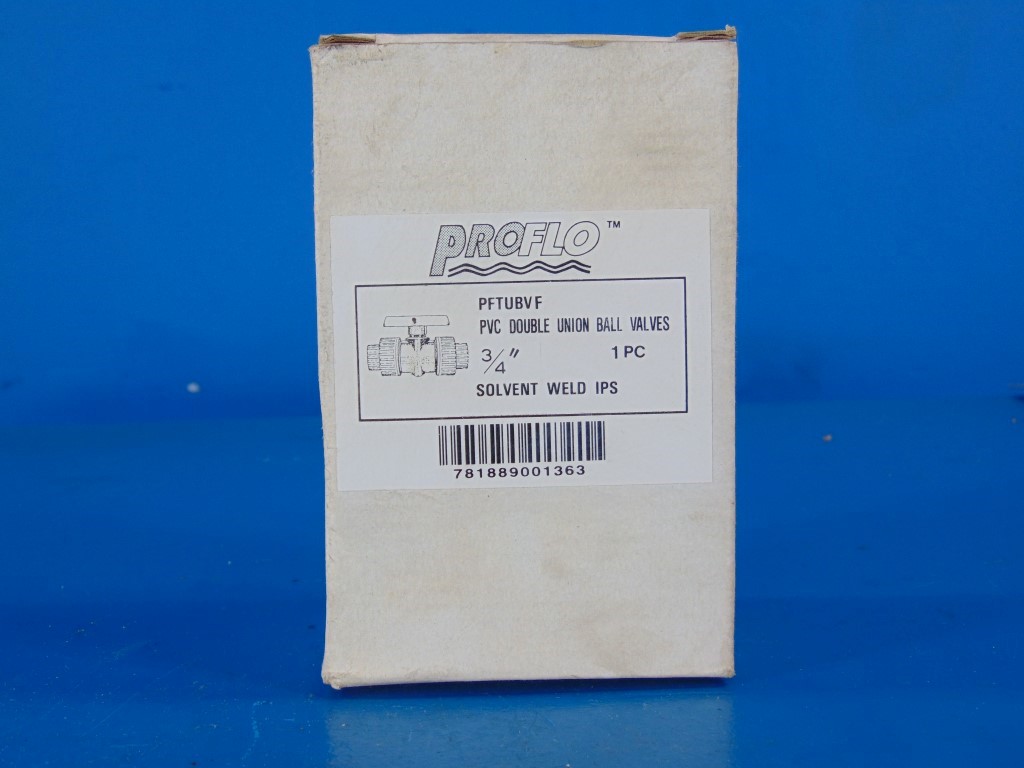 PROFLO™
PFTUBVF
PVC DOUBLE UNION BALL VALVES
3/4" 1 PC
SOLVENT WELD IPS
781889001363